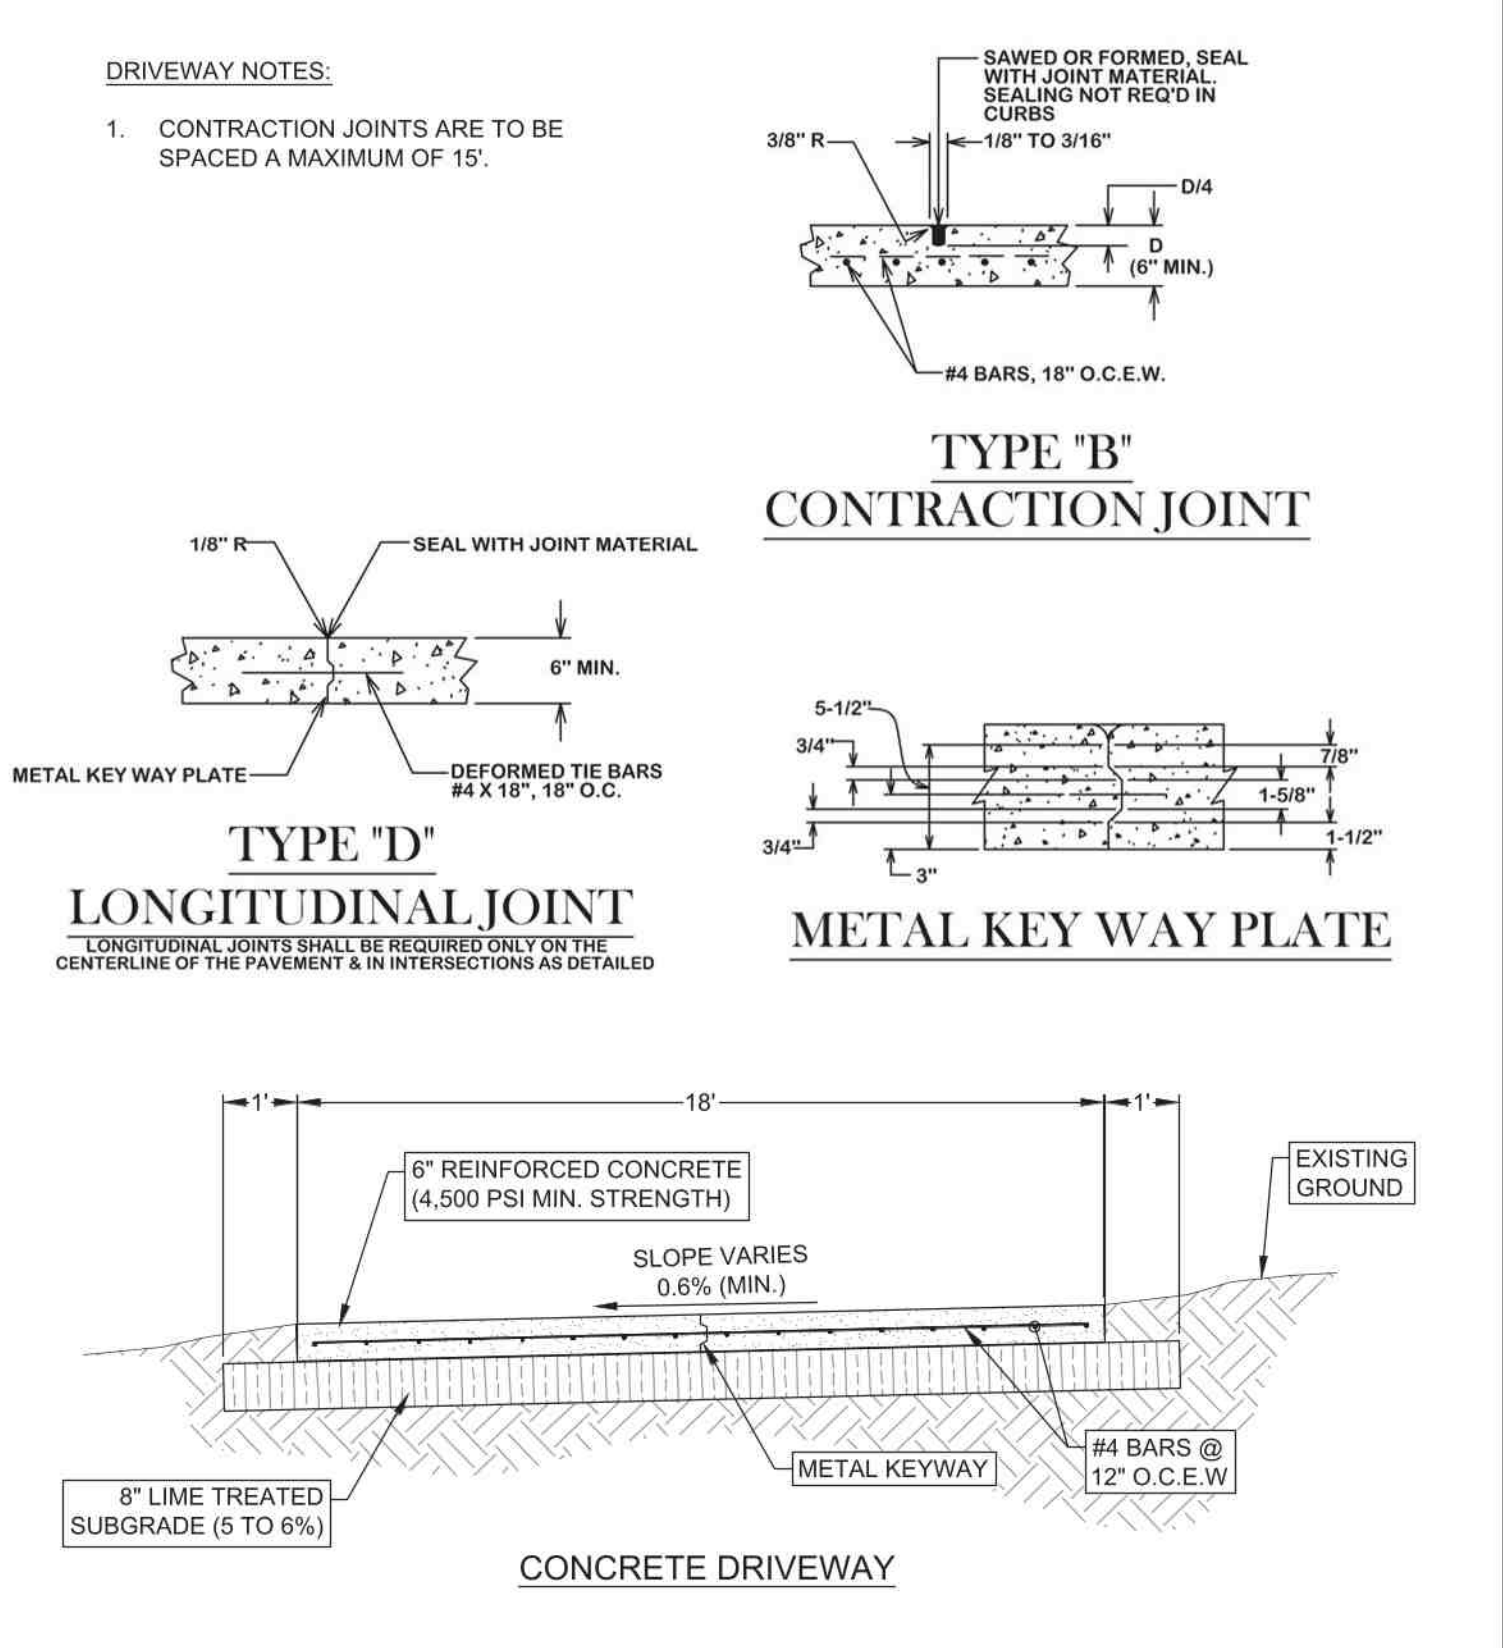 DRIVEWAY NOTES:
1. CONTRACTION JOINTS ARE TO BE
SPACED A MAXIMUM OF 15'.
SAWED OR FORMED, SEAL
WITH JOINT MATERIAL.
SEALING NOT REQ'D IN
CURBS
3/8" R
1/8" TO 3/16"
D/4
D
(6" MIN.)
#4 BARS, 18" O.C.E.W.
TYPE "B"
CONTRACTION JOINT
1/8" R
SEAL WITH JOINT MATERIAL
6" MIN.
METAL KEY WAY PLATE
DEFORMED TIE BARS
#4 X 18", 18" O.C.
TYPE "D"
LONGITUDINAL JOINT
LONGITUDINAL JOINTS SHALL BE REQUIRED ONLY ON THE
CENTERLINE OF THE PAVEMENT & IN INTERSECTIONS AS DETAILED
5-1/2"
3/4"
7/8"
1-5/8"
3/4"
1-1/2"
3"
METAL KEY WAY PLATE
1'
18'
1'
6" REINFORCED CONCRETE
(4,500 PSI MIN. STRENGTH)
EXISTING
GROUND
SLOPE VARIES
0.6% (MIN.)
METAL KEYWAY
#4 BARS @
12" O.C.E.W
8" LIME TREATED
SUBGRADE (5 TO 6%)
CONCRETE DRIVEWAY